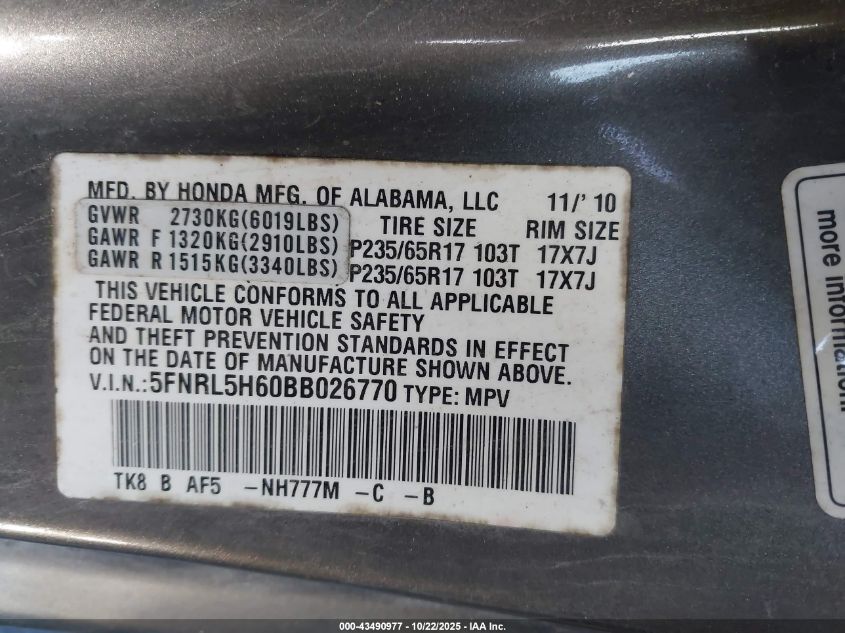 MFD. BY HONDA MFG. OF ALABAMA, LLC 11/' 10
GVWR 2730KG(6019LBS) TIRE SIZE RIM SIZE
GAWR F 1320KG(2910LBS) P235/65R17 103T 17X7J
GAWR R 1515KG(3340LBS) P235/65R17 103T 17X7J
THIS VEHICLE CONFORMS TO ALL APPLICABLE
FEDERAL MOTOR VEHICLE SAFETY
AND THEFT PREVENTION STANDARDS IN EFFECT
ON THE DATE OF MANUFACTURE SHOWN ABOVE.
V.I.N.:5FNRL5H60BB026770 TYPE: MPV
TK8 B AF5 -NH777M -C -B
more information
000-43490977 - 10/22/2025 - IAA Inc.